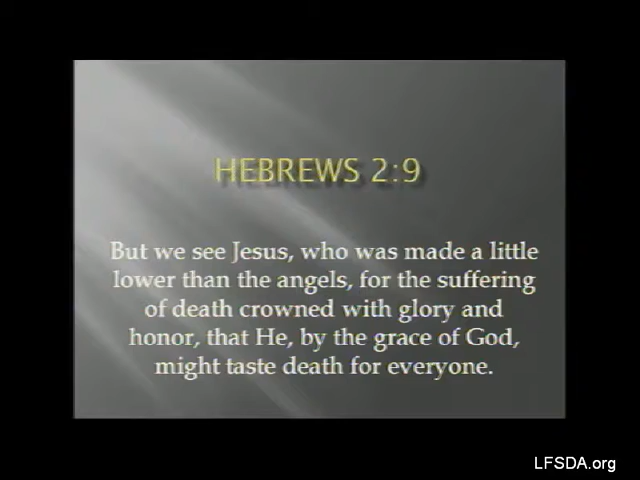 HEBREWS 2:9
But we see Jesus, who was made a little
lower than the angels, for the suffering
of death crowned with glory and
honor, that He, by the grace of God,
might taste death for everyone.
LFSDA.org